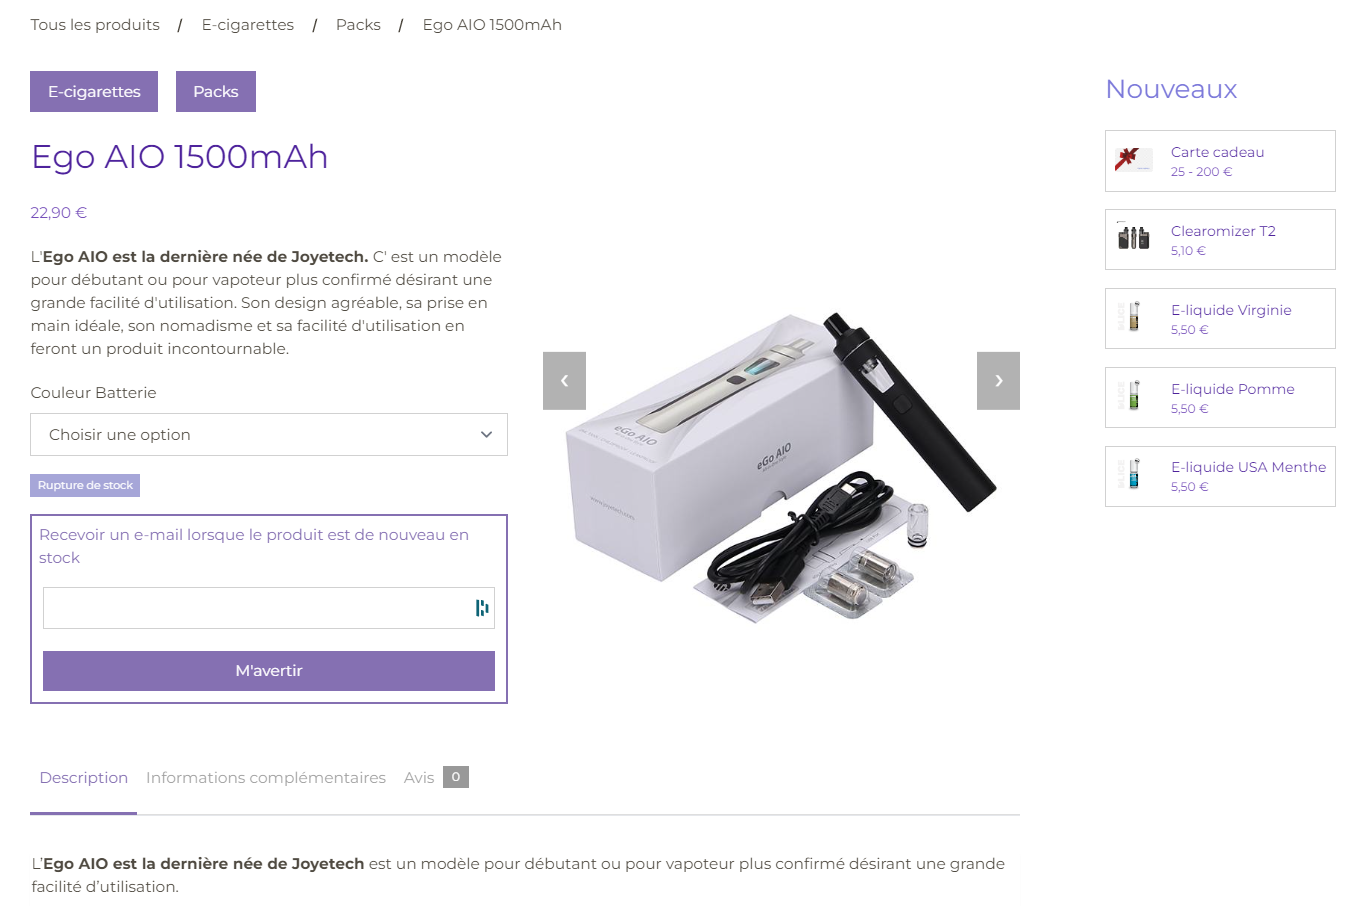 Tous les produits / E-cigarettes / Packs / Ego AIO 1500mAh
E-cigarettes
Packs
Ego AIO 1500mAh
22,90 €
L'Ego AIO est la dernière née de Joyetech. C' est un modèle
pour débutant ou pour vapoteur plus confirmé désirant une
grande facilité d'utilisation. Son design agréable, sa prise en
main idéale, son nomadisme et sa facilité d'utilisation en
feront un produit incontournable.
Couleur Batterie
Choisir une option
Rupture de stock
Recevoir un e-mail lorsque le produit est de nouveau en
stock
M'avertir
‹
›
eGo AIO
eGo AIO
Nouveaux
Carte cadeau
25 - 200 €
Clearomizer T2
5,10 €
E-liquide Virginie
5,50 €
E-liquide Pomme
5,50 €
E-liquide USA Menthe
5,50 €
Description
Informations complémentaires
Avis 0
L’Ego AIO est la dernière née de Joyetech est un modèle pour débutant ou pour vapoteur plus confirmé désirant une grande
facilité d’utilisation.